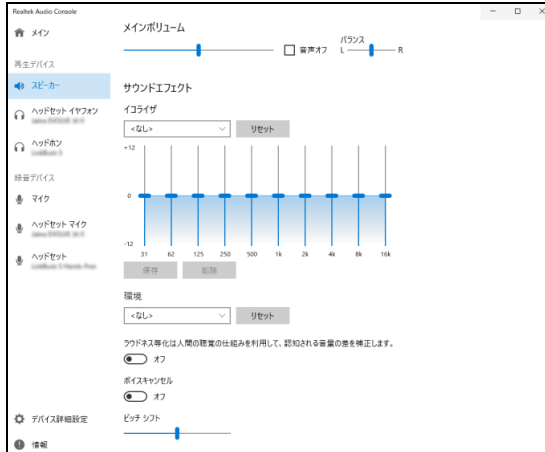 Realtek Audio Console
メイン
再生デバイス
スピーカー
ヘッドセット イヤフォン
ヘッドホン
録音デバイス
マイク
ヘッドセット マイク
ヘッドセット
デバイス詳細設定
情報
メインボリューム
音声オフ
バランス
L R
サウンドエフェクト
イコライザ
<なし> リセット
+12
0
-12
31 62 125 250 500 1k 2k 4k 8k 16k
保存 削除
環境
<なし> リセット
ラウドネス等化は人間の聴覚の仕組みを利用して、認知される音量の差を補正します。
オフ
ボイスキャンセル
オフ
ピッチ シフト